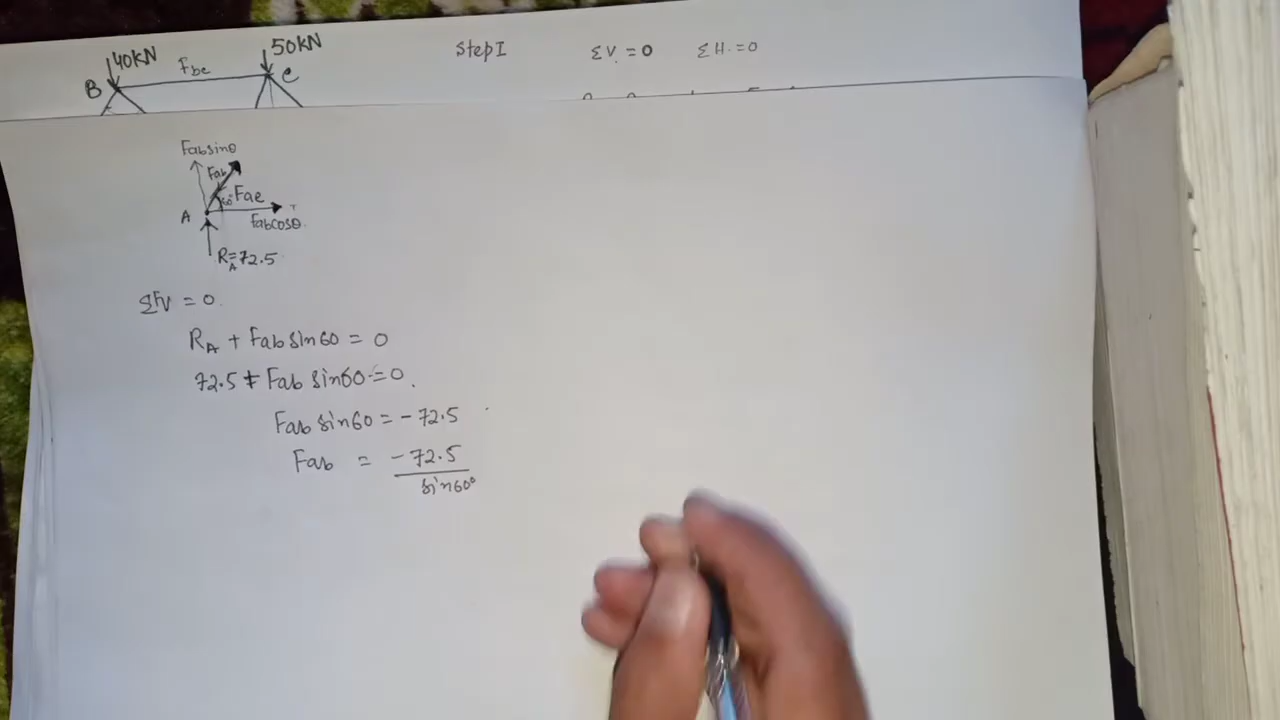 40kN 50kN Step I ΣV = 0 ΣH = 0
B Fbc C
Fabsinθ
Fab
60° Fae
A
Fabcosθ
RA = 72.5
ΣFV = 0
RA + Fab sin60 = 0
72.5 + Fab sin60 = 0
Fab sin60 = -72.5
Fab = -72.5
sin60°